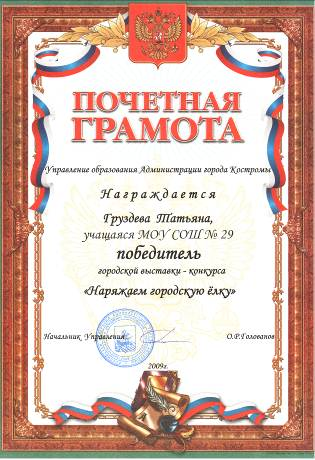 ПОЧЕТНАЯ
ГРАМОТА
Управление образования Администрации города Костромы
Награждается
Груздева Татьяна,
учащаяся МОУ СОШ № 29
победитель
городской выставки - конкурса
«Наряжаем городскую ёлку»
Начальник Управления О.Р.Голованов
2009г.